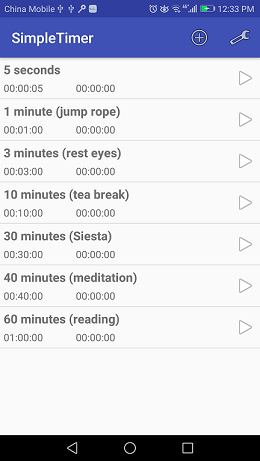 China Mobile 12:33 PM
SimpleTimer
5 seconds
00:00:05 00:00:00
1 minute (jump rope)
00:01:00 00:00:00
3 minutes (rest eyes)
00:03:00 00:00:00
10 minutes (tea break)
00:10:00 00:00:00
30 minutes (Siesta)
00:30:00 00:00:00
40 minutes (meditation)
00:40:00 00:00:00
60 minutes (reading)
01:00:00 00:00:00